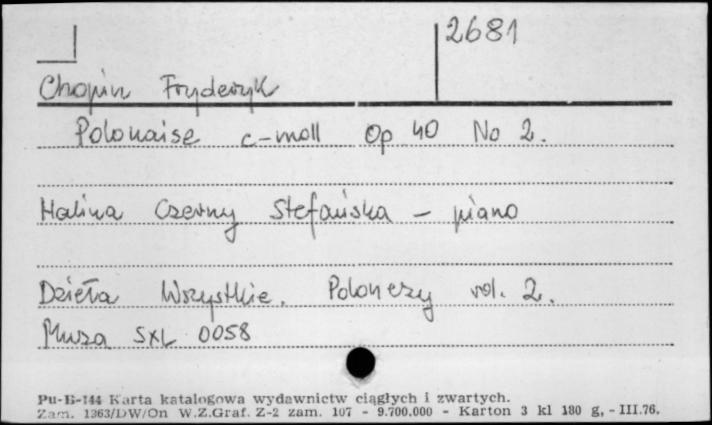 2681
Chopin Fryderyk
Polonaise c-moll Op 40 No 2.
Halina Czerny Stefańska - piano
Dzieła Wszystkie. Polonezy vol. 2.
Muza SXL 0058
Pu-B-144 Karta katalogowa wydawnictw ciągłych i zwartych.
Zam. 1363/DW/On W.Z.Graf. Z-2 zam. 107 - 9.700.000 - Karton 3 kl 180 g, - III.76.